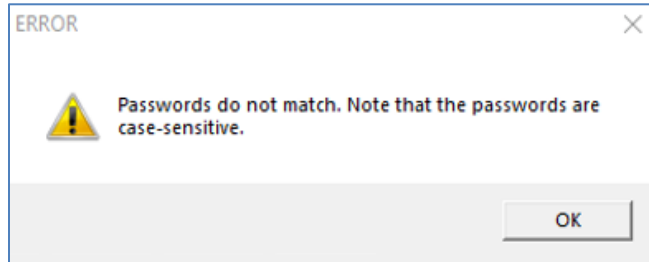 ERROR
Passwords do not match. Note that the passwords are
case-sensitive.
OK